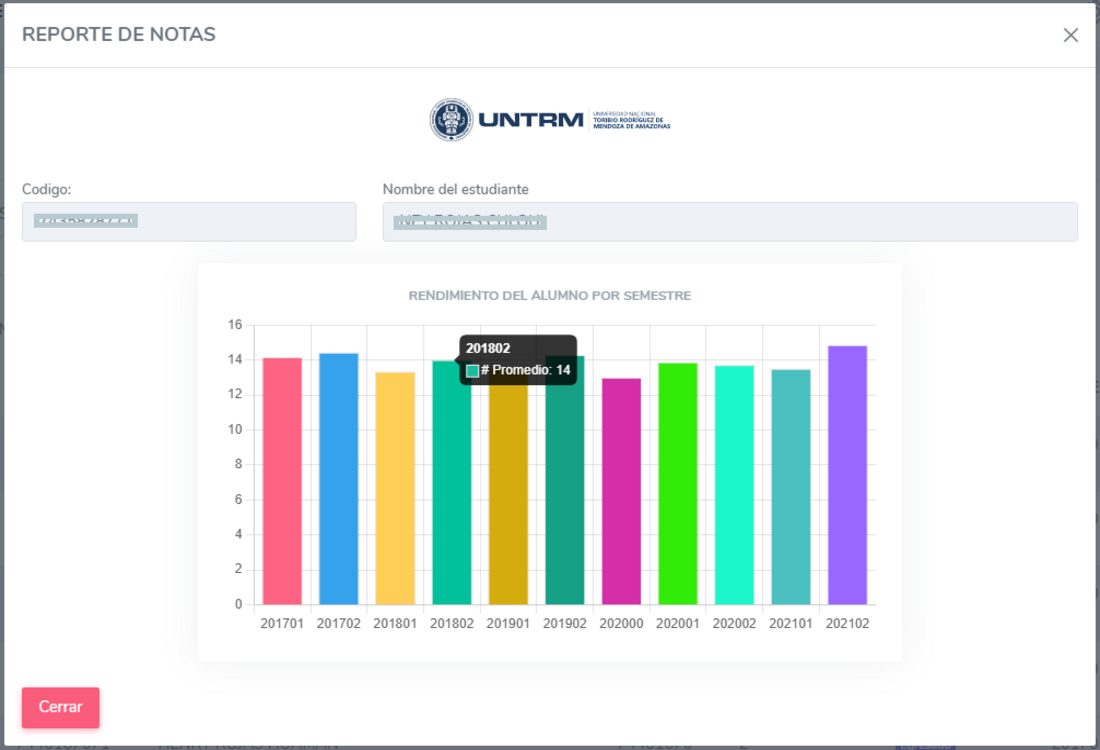 REPORTE DE NOTAS
UNTRM
UNIVERSIDAD NACIONAL
TORIBIO RODRÍGUEZ DE
MENDOZA DE AMAZONAS
Codigo:
Nombre del estudiante
RENDIMIENTO DEL ALUMNO POR SEMESTRE
16
14
12
10
8
6
4
2
0
201802
# Promedio: 14
201701 201702 201801 201802 201901 201902 202000 202001 202002 202101 202102
Cerrar